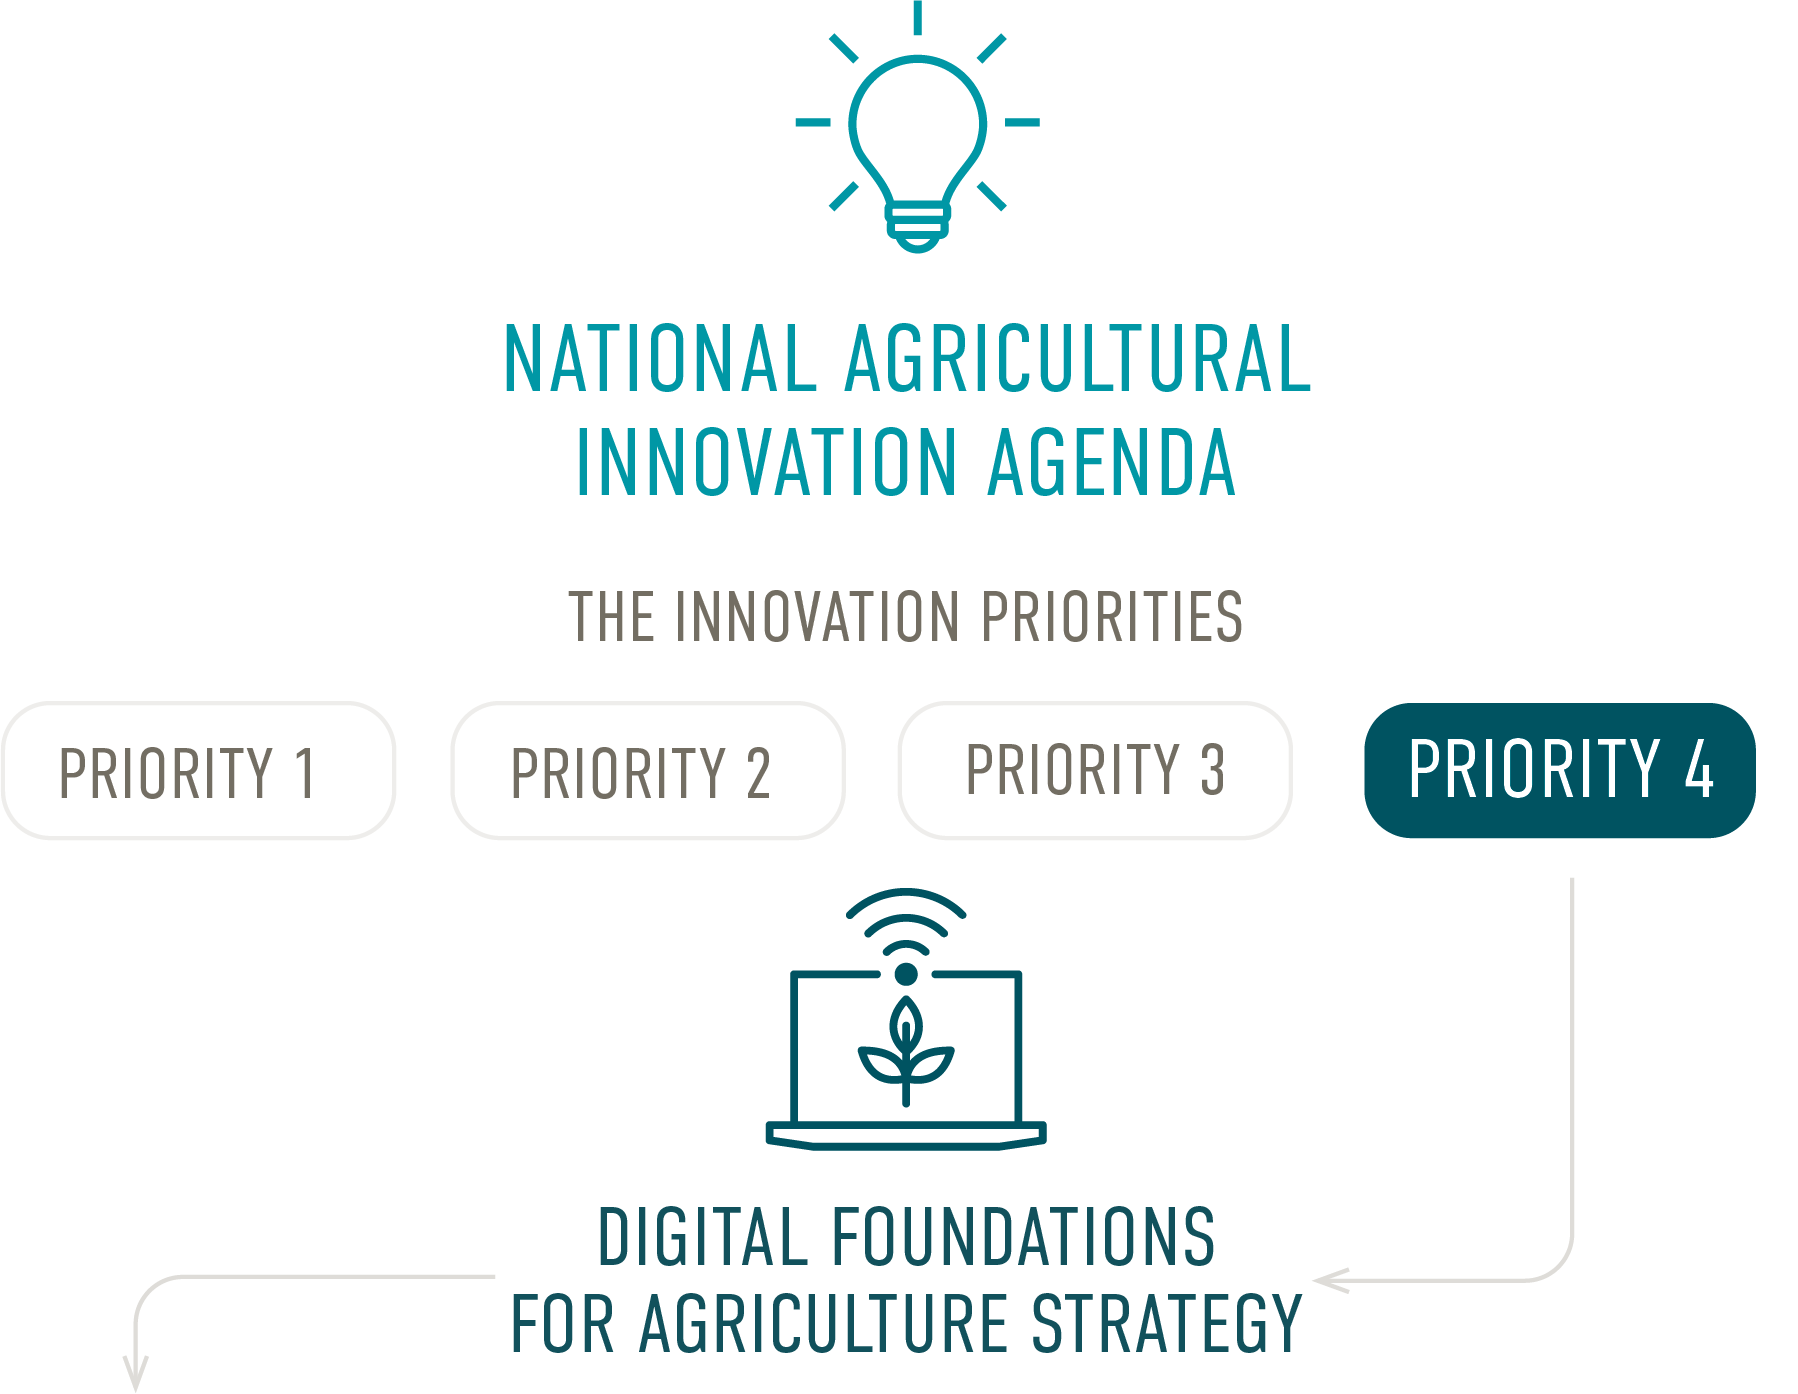 NATIONAL AGRICULTURAL
INNOVATION AGENDA
THE INNOVATION PRIORITIES
PRIORITY 1
PRIORITY 2
PRIORITY 3
PRIORITY 4
DIGITAL FOUNDATIONS
FOR AGRICULTURE STRATEGY